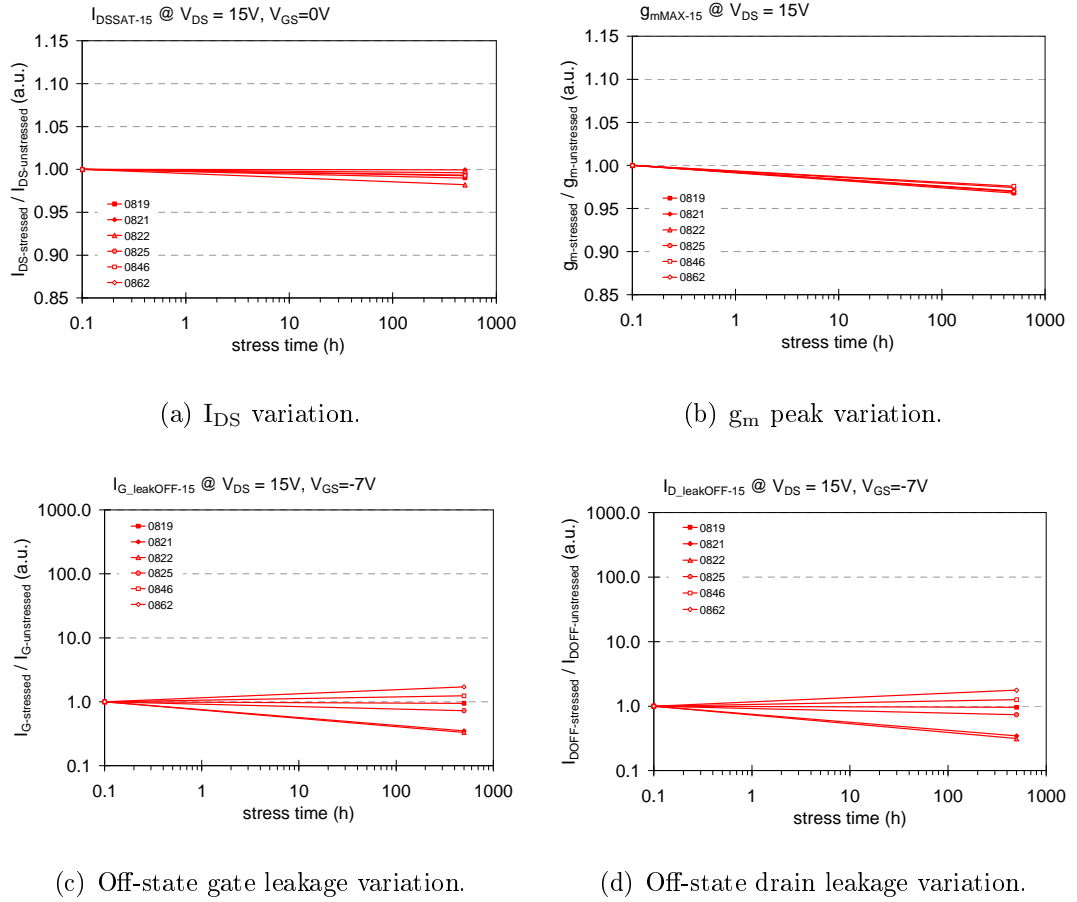 I_DSSAT-15 @ V_DS = 15V, V_GS=0V
I_DS-stressed / I_DS-unstressed (a.u.)
1.15
1.10
1.05
1.00
0.95
0.90
0.85
0819
0821
0822
0825
0846
0862
0.1 1 10 100 1000
stress time (h)
(a) I_DS variation.
g_mMAX-15 @ V_DS = 15V
g_m-stressed / g_m-unstressed (a.u.)
1.15
1.10
1.05
1.00
0.95
0.90
0.85
0819
0821
0822
0825
0846
0862
0.1 1 10 100 1000
stress time (h)
(b) g_m peak variation.
I_G_leakOFF-15 @ V_DS = 15V, V_GS=-7V
I_G-stressed / I_G-unstressed (a.u.)
1000.0
100.0
10.0
1.0
0.1
0819
0821
0822
0825
0846
0862
0.1 1 10 100 1000
stress time (h)
(c) Off-state gate leakage variation.
I_D_leakOFF-15 @ V_DS = 15V, V_GS=-7V
I_DOFF-stressed / I_DOFF-unstressed (a.u.)
1000.0
100.0
10.0
1.0
0.1
0819
0821
0822
0825
0846
0862
0.1 1 10 100 1000
stress time (h)
(d) Off-state drain leakage variation.